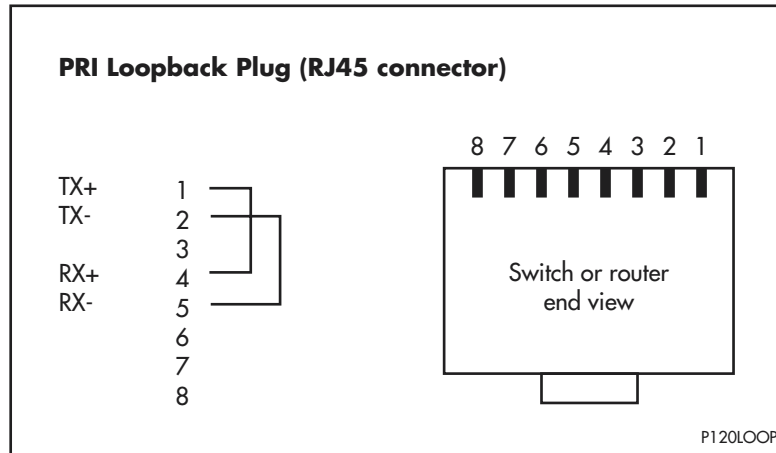 PRI Loopback Plug (RJ45 connector)
TX+ 1
TX- 2
3
RX+ 4
RX- 5
6
7
8
8 7 6 5 4 3 2 1
Switch or router
end view
P120LOOP